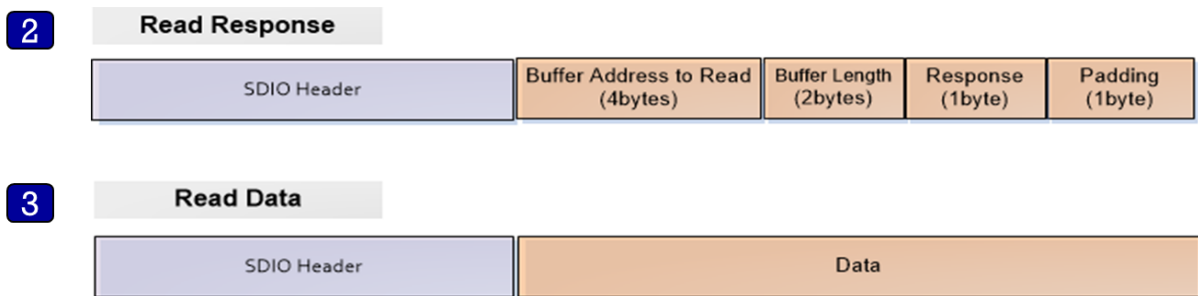 2
Read Response
SDIO Header
Buffer Address to Read
(4bytes)
Buffer Length
(2bytes)
Response
(1byte)
Padding
(1byte)
3
Read Data
SDIO Header
Data